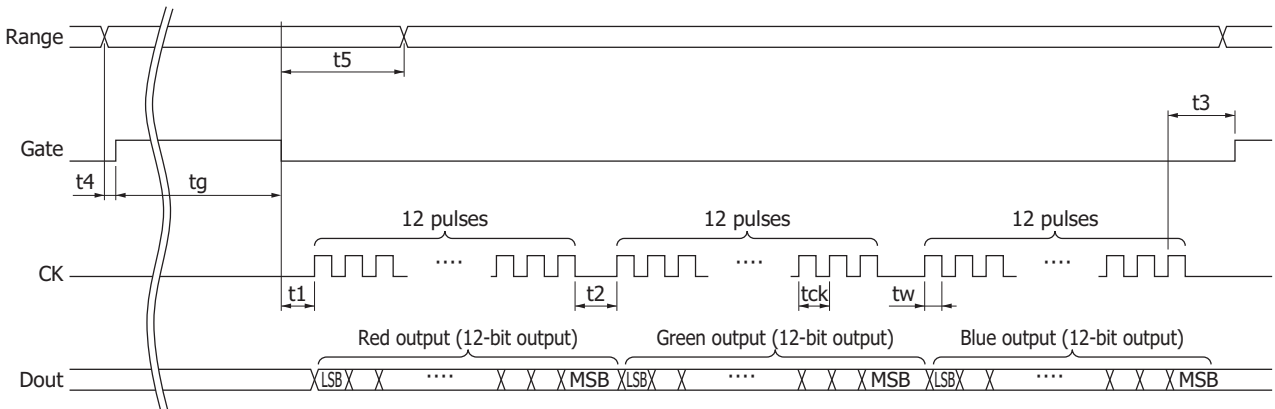 Range
t5
t3
Gate
t4
tg
12 pulses
12 pulses
12 pulses
CK
t1
t2
tck
tw
Red output (12-bit output)
Green output (12-bit output)
Blue output (12-bit output)
Dout
LSB
MSB
LSB
MSB
LSB
MSB